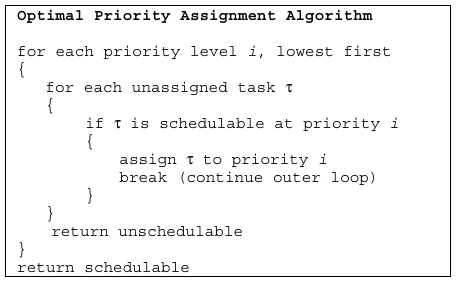 Optimal Priority Assignment Algorithm
for each priority level i, lowest first
{
for each unassigned task τ
{
if τ is schedulable at priority i
{
assign τ to priority i
break (continue outer loop)
}
}
return unschedulable
}
return schedulable